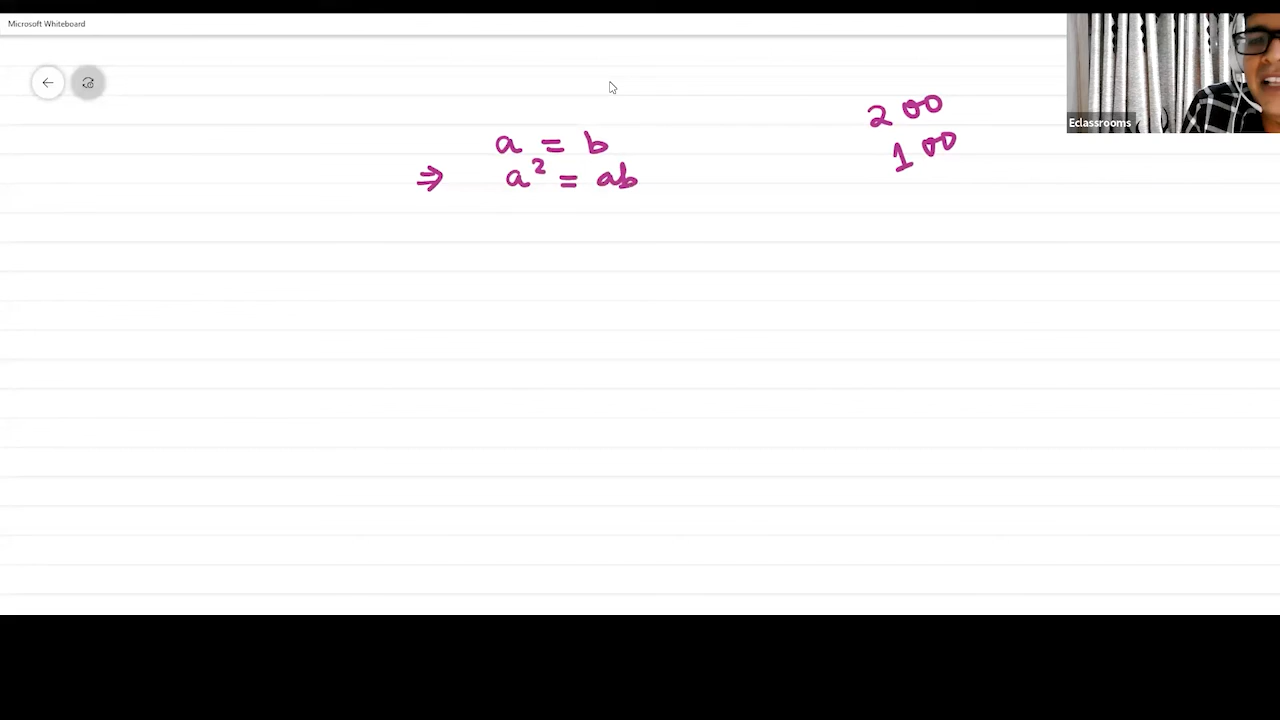 Microsoft Whiteboard
Eclassrooms
200
100
a = b
⇒ a² = ab